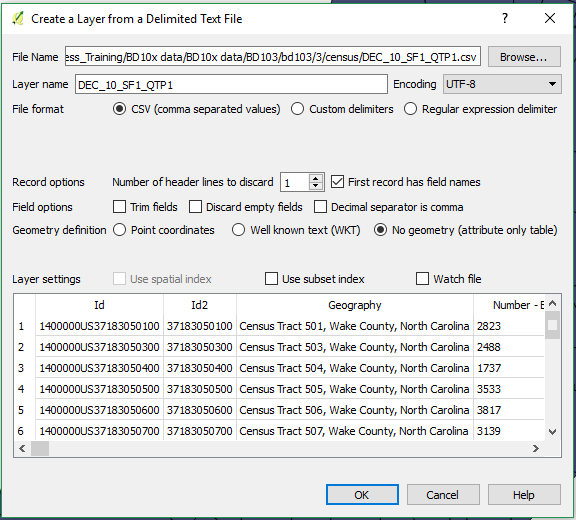 Create a Layer from a Delimited Text File
File Name ess_Training/BD10x data/BD10x data/BD103/bd103/3/census/DEC_10_SF1_QTP1.csv Browse...
Layer name DEC_10_SF1_QTP1 Encoding UTF-8
File format CSV (comma separated values) Custom delimiters Regular expression delimiter
Record options Number of header lines to discard 1 First record has field names
Field options Trim fields Discard empty fields Decimal separator is comma
Geometry definition Point coordinates Well known text (WKT) No geometry (attribute only table)
Layer settings Use spatial index Use subset index Watch file
Id Id2 Geography Number - B
1 1400000US37183050100 37183050100 Census Tract 501, Wake County, North Carolina 2823
2 1400000US37183050300 37183050300 Census Tract 503, Wake County, North Carolina 2488
3 1400000US37183050400 37183050400 Census Tract 504, Wake County, North Carolina 1737
4 1400000US37183050500 37183050500 Census Tract 505, Wake County, North Carolina 3533
5 1400000US37183050600 37183050600 Census Tract 506, Wake County, North Carolina 3817
6 1400000US37183050700 37183050700 Census Tract 507, Wake County, North Carolina 3139
OK Cancel Help